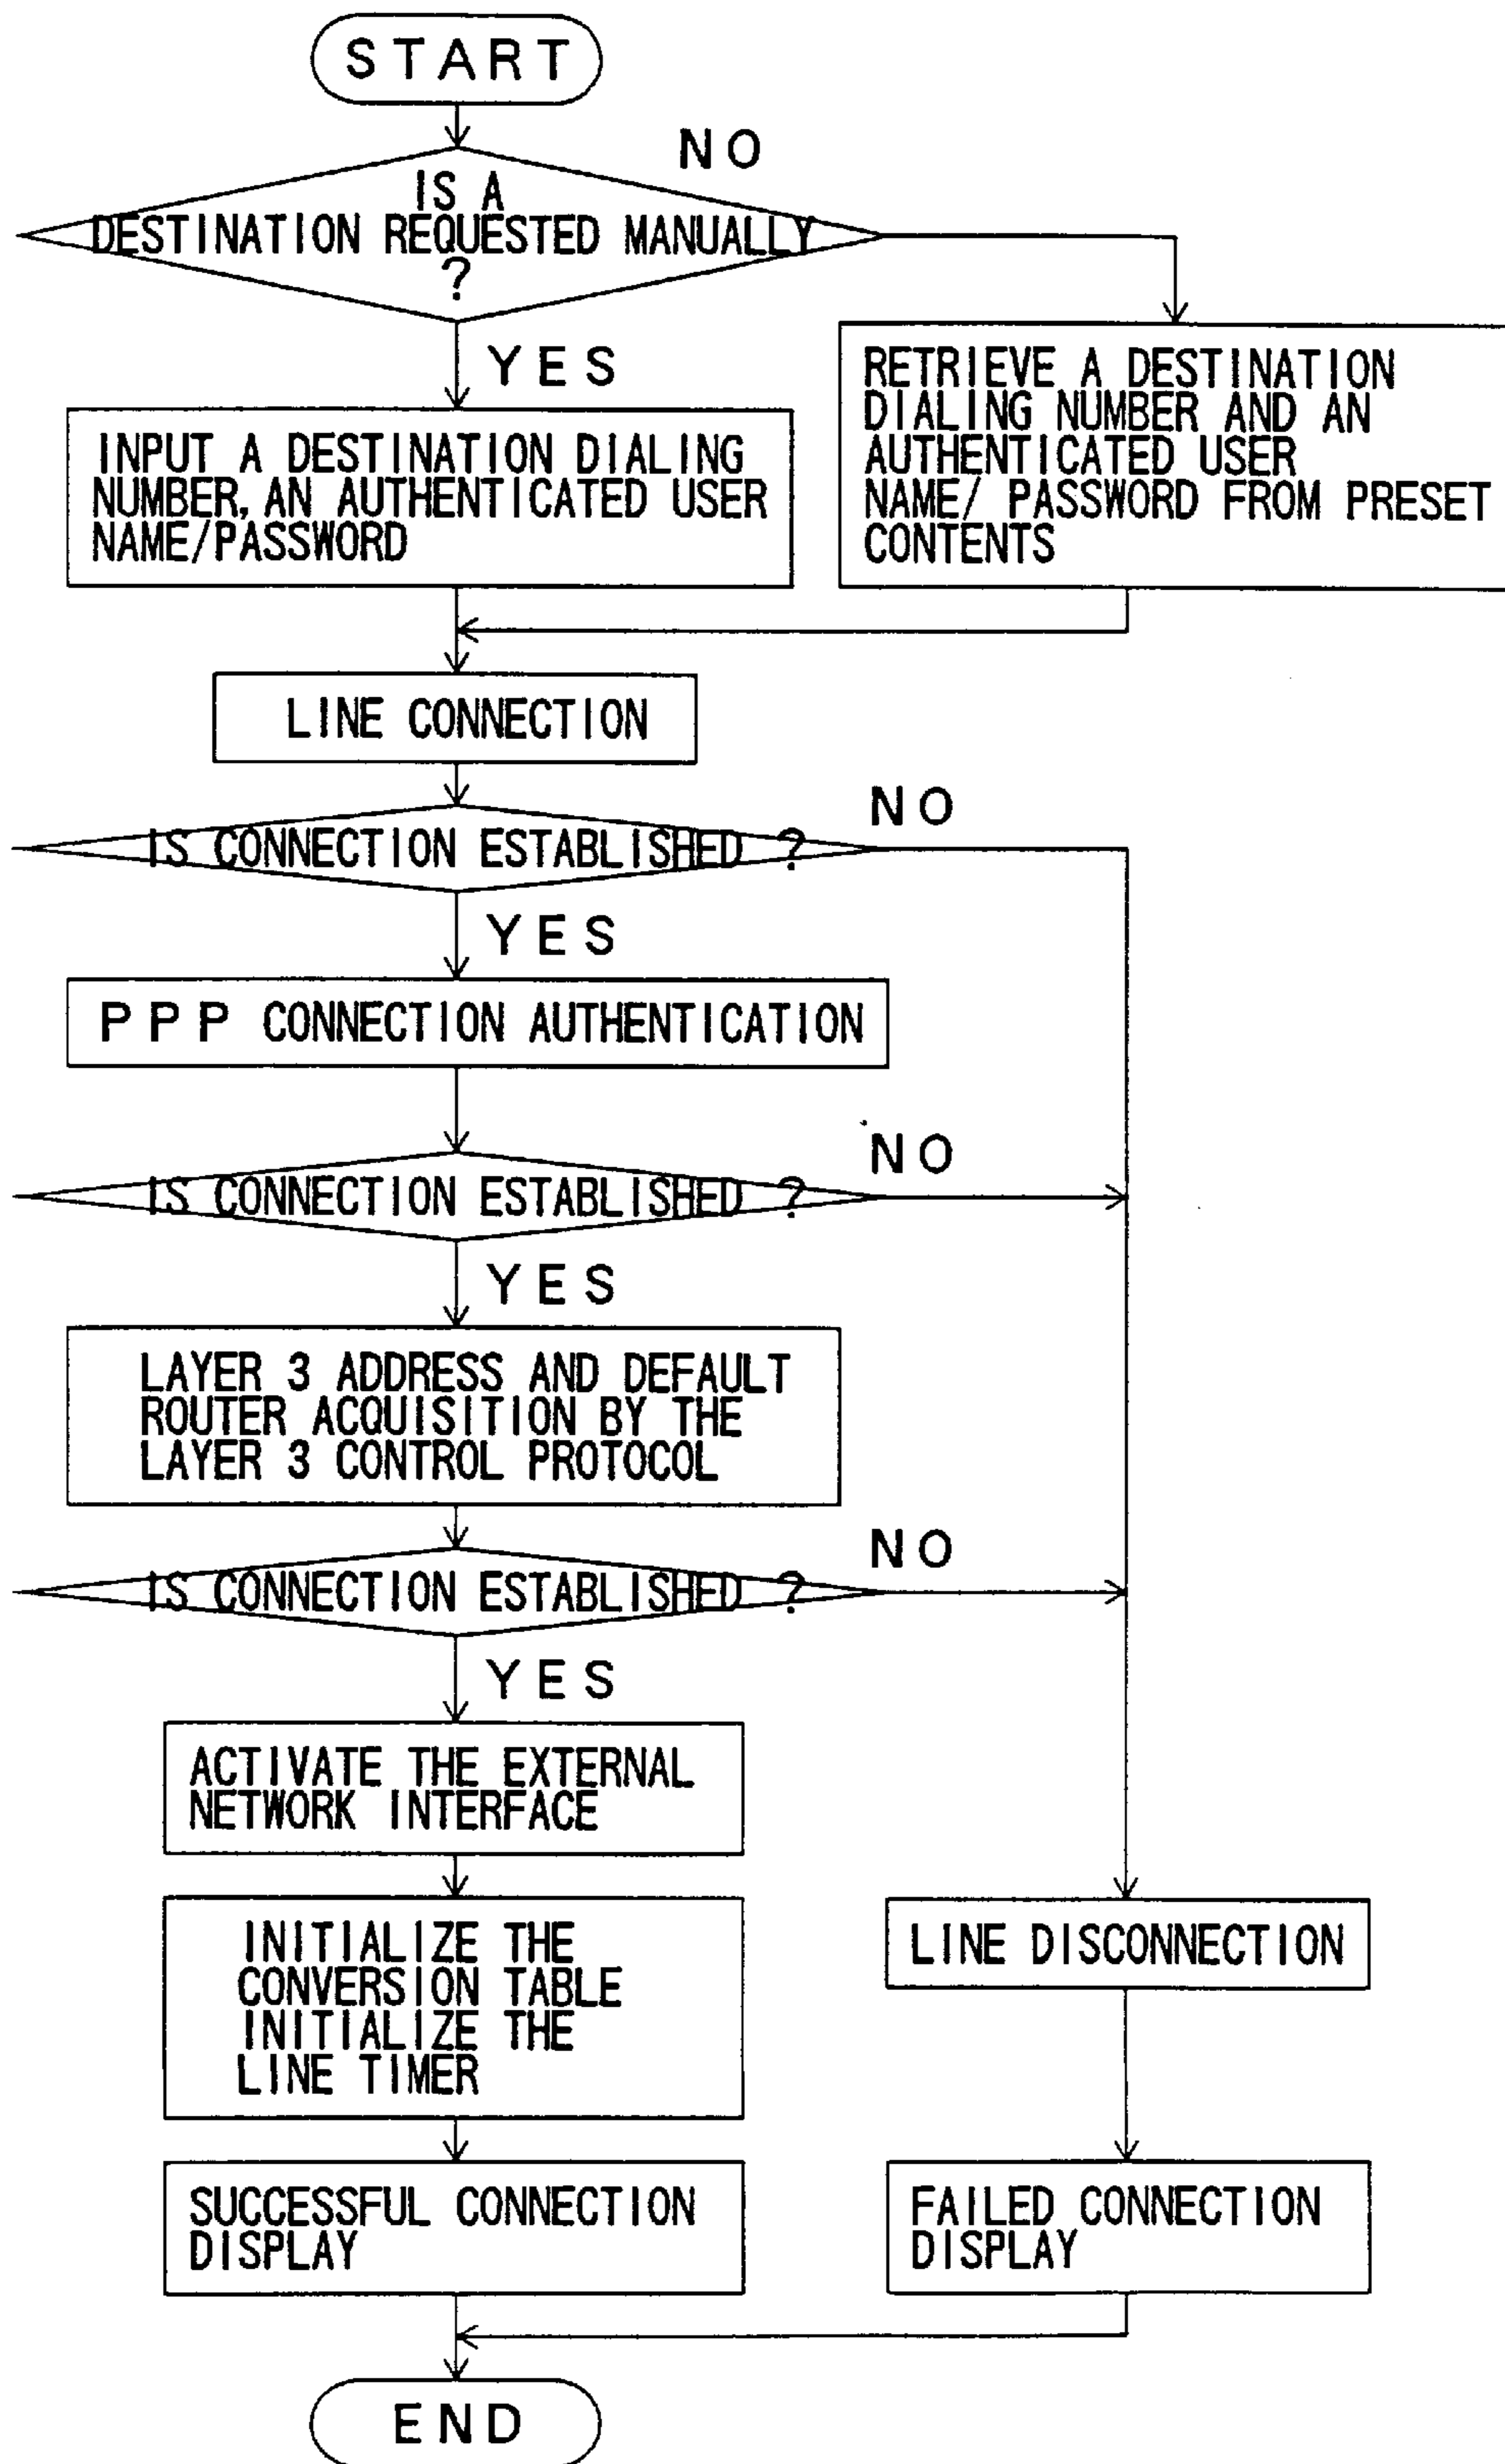 START
NO
IS A
DESTINATION REQUESTED MANUALLY
?
YES
INPUT A DESTINATION DIALING
NUMBER, AN AUTHENTICATED USER
NAME/PASSWORD
RETRIEVE A DESTINATION
DIALING NUMBER AND AN
AUTHENTICATED USER
NAME/ PASSWORD FROM PRESET
CONTENTS
LINE CONNECTION
NO
IS CONNECTION ESTABLISHED ?
YES
PPP CONNECTION AUTHENTICATION
NO
IS CONNECTION ESTABLISHED ?
YES
LAYER 3 ADDRESS AND DEFAULT
ROUTER ACQUISITION BY THE
LAYER 3 CONTROL PROTOCOL
NO
IS CONNECTION ESTABLISHED ?
YES
ACTIVATE THE EXTERNAL
NETWORK INTERFACE
INITIALIZE THE
CONVERSION TABLE
INITIALIZE THE
LINE TIMER
LINE DISCONNECTION
SUCCESSFUL CONNECTION
DISPLAY
FAILED CONNECTION
DISPLAY
END